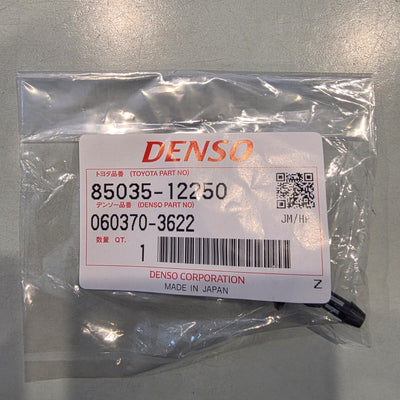 DENSO
トヨタ品番 (TOYOTA PART NO)
85035-12250
デンソー品番 (DENSO PART NO)
060370-3622
JM/HP
数量 QT. 1
DENSO CORPORATION
MADE IN JAPAN
Z